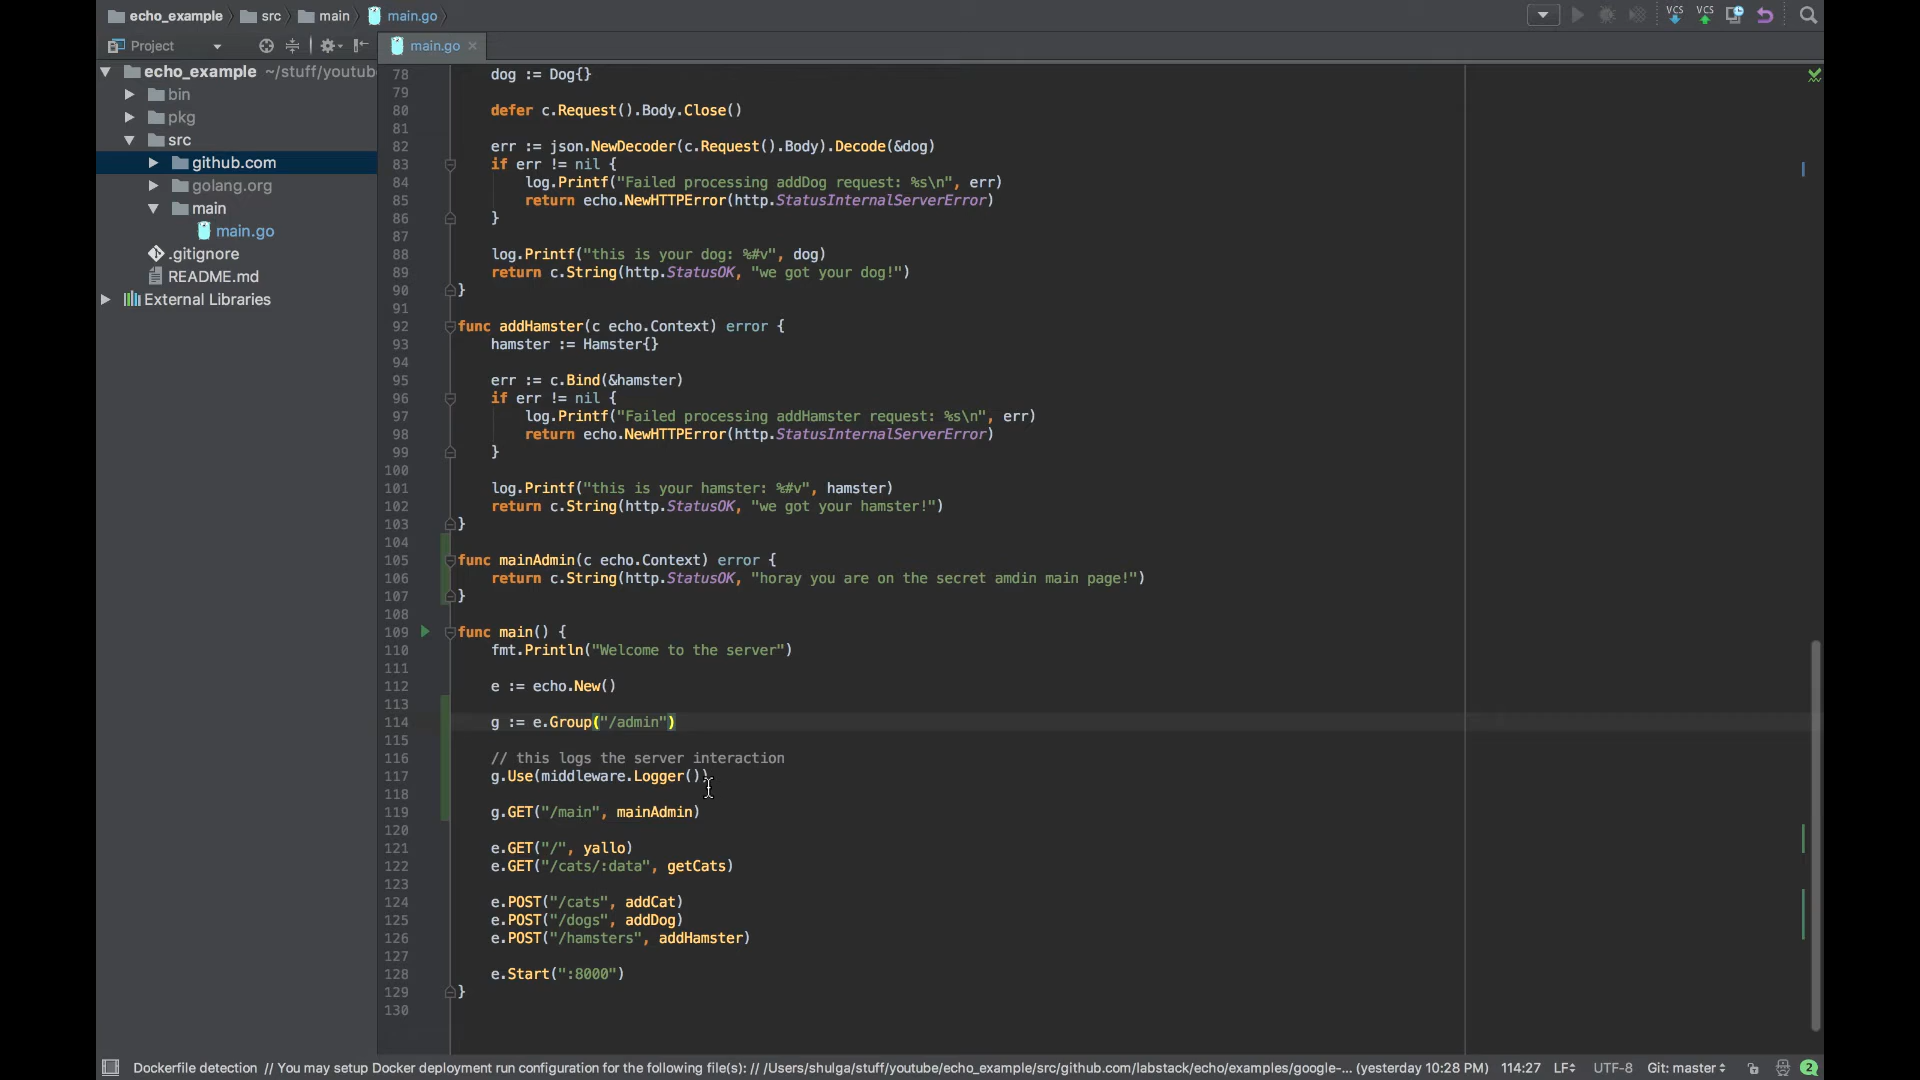 echo_example src main main.go
Project
main.go
echo_example ~/stuff/youtub
bin
pkg
src
github.com
golang.org
main
main.go
.gitignore
README.md
External Libraries
78 dog := Dog{}
79
80 defer c.Request().Body.Close()
81
82 err := json.NewDecoder(c.Request().Body).Decode(&dog)
83 if err != nil {
84 log.Printf("Failed processing addDog request: %s\n", err)
85 return echo.NewHTTPError(http.StatusInternalServerError)
86 }
87
88 log.Printf("this is your dog: %#v", dog)
89 return c.String(http.StatusOK, "we got your dog!")
90 }
91
92 func addHamster(c echo.Context) error {
93 hamster := Hamster{}
94
95 err := c.Bind(&hamster)
96 if err != nil {
97 log.Printf("Failed processing addHamster request: %s\n", err)
98 return echo.NewHTTPError(http.StatusInternalServerError)
99 }
100
101 log.Printf("this is your hamster: %#v", hamster)
102 return c.String(http.StatusOK, "we got your hamster!")
103 }
104
105 func mainAdmin(c echo.Context) error {
106 return c.String(http.StatusOK, "horay you are on the secret amdin main page!")
107 }
108
109 func main() {
110 fmt.Println("Welcome to the server")
111
112 e := echo.New()
113
114 g := e.Group("/admin")
115
116 // this logs the server interaction
117 g.Use(middleware.Logger())
118
119 g.GET("/main", mainAdmin)
120
121 e.GET("/", yallo)
122 e.GET("/cats/:data", getCats)
123
124 e.POST("/cats", addCat)
125 e.POST("/dogs", addDog)
126 e.POST("/hamsters", addHamster)
127
128 e.Start(":8000")
129 }
130
VCS VCS
Dockerfile detection // You may setup Docker deployment run configuration for the following file(s): // /Users/shulga/stuff/youtube/echo_example/src/github.com/labstack/echo/examples/google-... (yesterday 10:28 PM) 114:27 LF UTF-8 Git: master 2